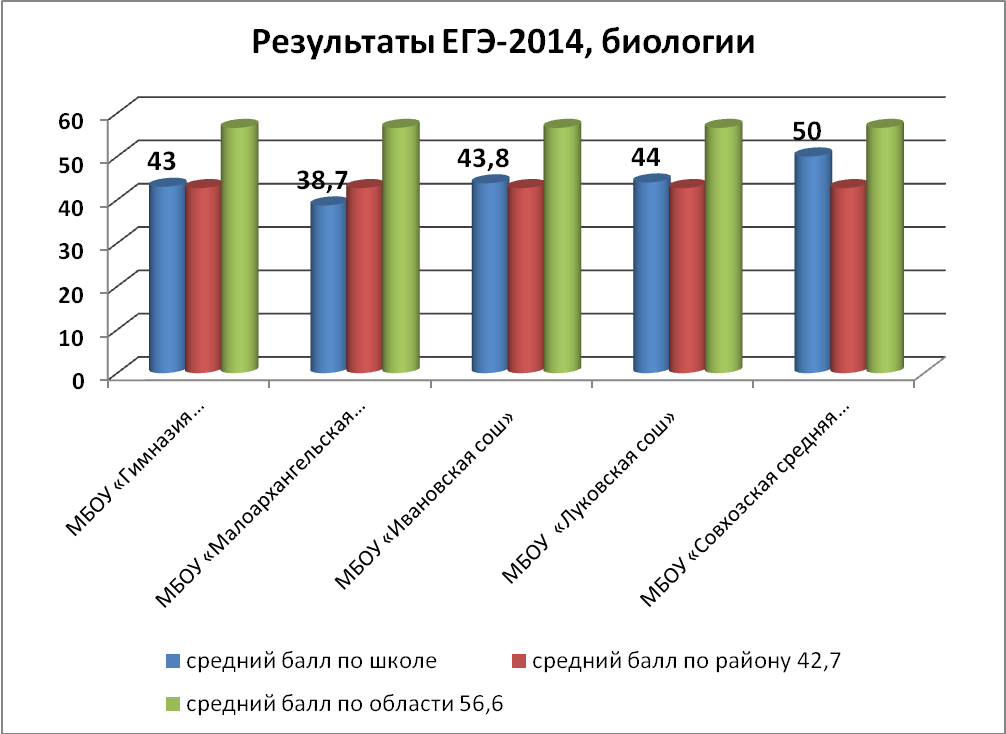 Результаты ЕГЭ-2014, биологии
60
50
40
30
20
10
0
43
38,7
43,8
44
50
МБОУ «Гимназия...
МБОУ «Малоархангельская...
МБОУ «Ивановская сош»
МБОУ «Луковская сош»
МБОУ «Совхозская средняя...
средний балл по школе
средний балл по району 42,7
средний балл по области 56,6